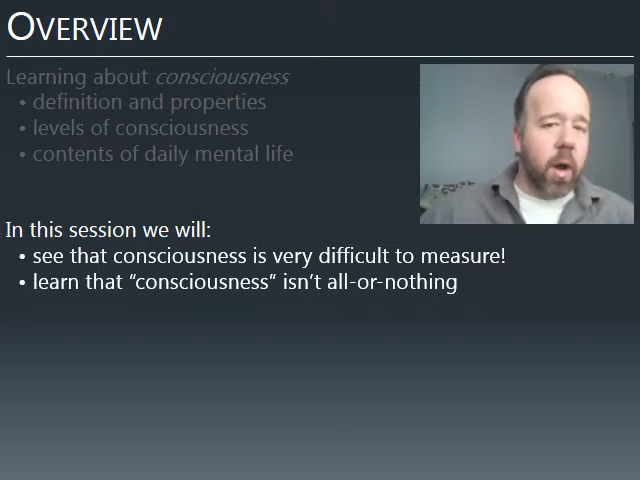 OVERVIEW
Learning about consciousness
• definition and properties
• levels of consciousness
• contents of daily mental life
In this session we will:
• see that consciousness is very difficult to measure!
• learn that “consciousness” isn’t all-or-nothing